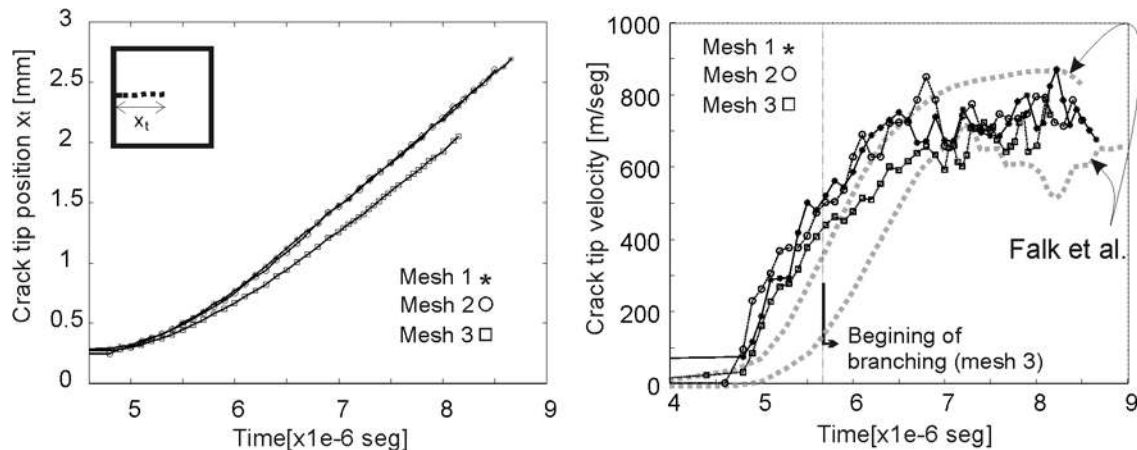 Crack tip position xt [mm]
3
2.5
2
1.5
1
0.5
0
xt
Mesh 1 *
Mesh 2 ○
Mesh 3 □
5 6 7 8 9
Time[x1e-6 seg]
Crack tip velocity [m/seg]
1000
800
600
400
200
0
Mesh 1 *
Mesh 2 ○
Mesh 3 □
Falk et al.
Begining of
branching (mesh 3)
4 5 6 7 8 9
Time[x1e-6 seg]